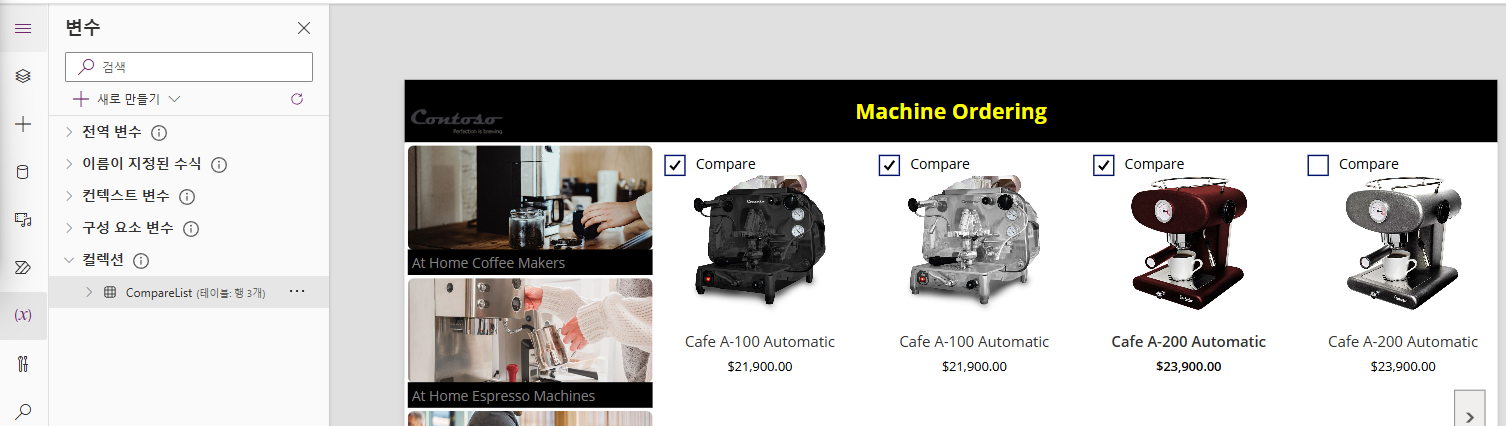 변수
검색
새로 만들기
전역 변수
이름이 지정된 수식
컨텍스트 변수
구성 요소 변수
컬렉션
CompareList (테이블: 행 3개)
(x)
Contoso
Perfection is brewing
Machine Ordering
At Home Coffee Makers
At Home Espresso Machines
Compare
Cafe A-100 Automatic
$21,900.00
Compare
Cafe A-100 Automatic
$21,900.00
Compare
Cafe A-200 Automatic
$23,900.00
Compare
Cafe A-200 Automatic
$23,900.00